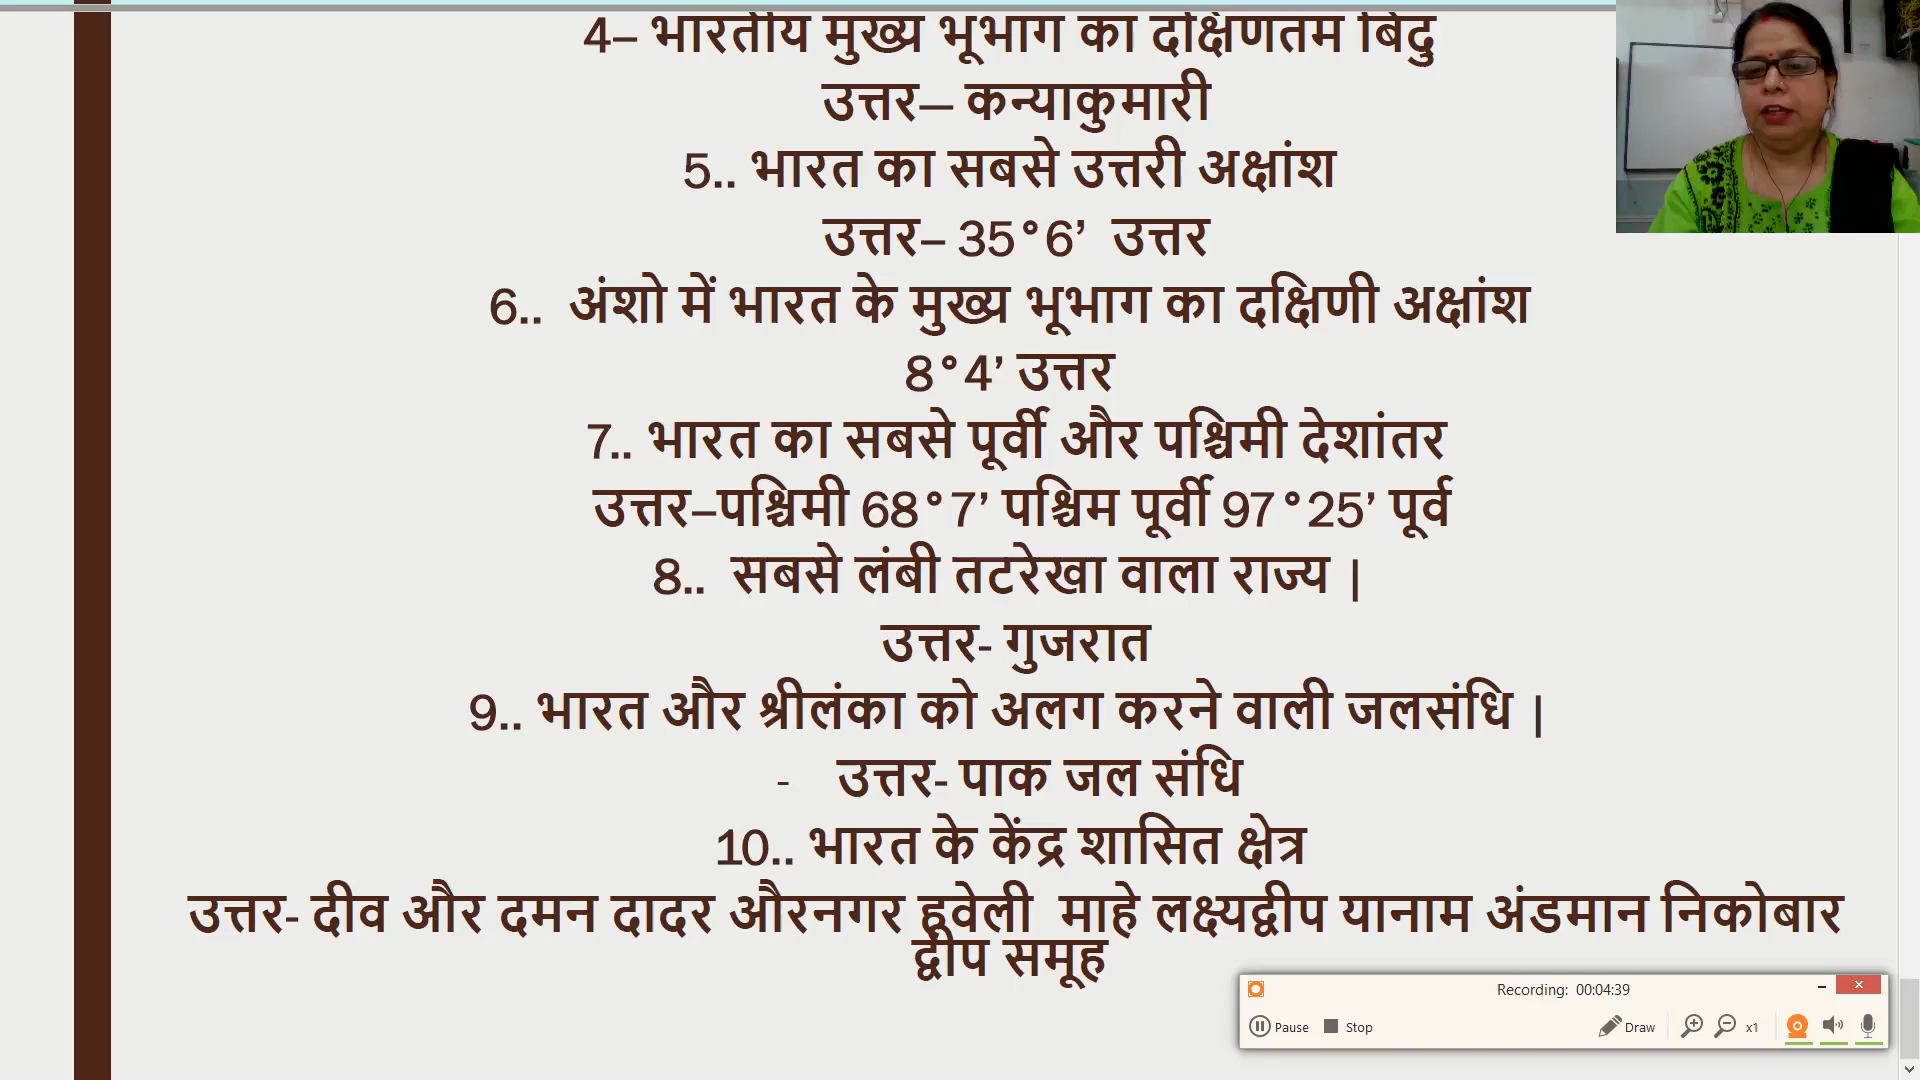 4– भारतीय मुख्य भूभाग का दक्षिणतम बिंदु
उत्तर— कन्याकुमारी
5.. भारत का सबसे उत्तरी अक्षांश
उत्तर– 35°6’ उत्तर
6.. अंशो में भारत के मुख्य भूभाग का दक्षिणी अक्षांश
8°4’ उत्तर
7.. भारत का सबसे पूर्वी और पश्चिमी देशांतर
उत्तर–पश्चिमी 68°7’ पश्चिम पूर्वी 97°25’ पूर्व
8.. सबसे लंबी तटरेखा वाला राज्य |
उत्तर- गुजरात
9.. भारत और श्रीलंका को अलग करने वाली जलसंधि |
- उत्तर- पाक जल संधि
10.. भारत के केंद्र शासित क्षेत्र
उत्तर- दीव और दमन दादर औरनगर हवेली माहे लक्ष्यद्वीप यानाम अंडमान निकोबार
द्वीप समूह
Recording: 00:04:39
Pause Stop Draw x1